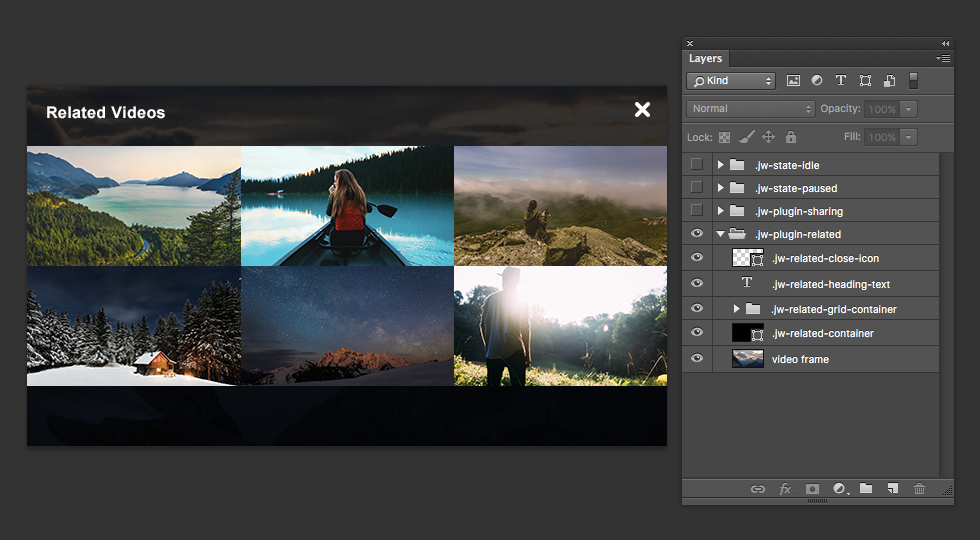 Related Videos
Layers
Kind
Normal
Opacity: 100%
Lock:
Fill: 100%
.jw-state-idle
.jw-state-paused
.jw-plugin-sharing
.jw-plugin-related
.jw-related-close-icon
T
.jw-related-heading-text
.jw-related-grid-container
.jw-related-container
video frame
fx